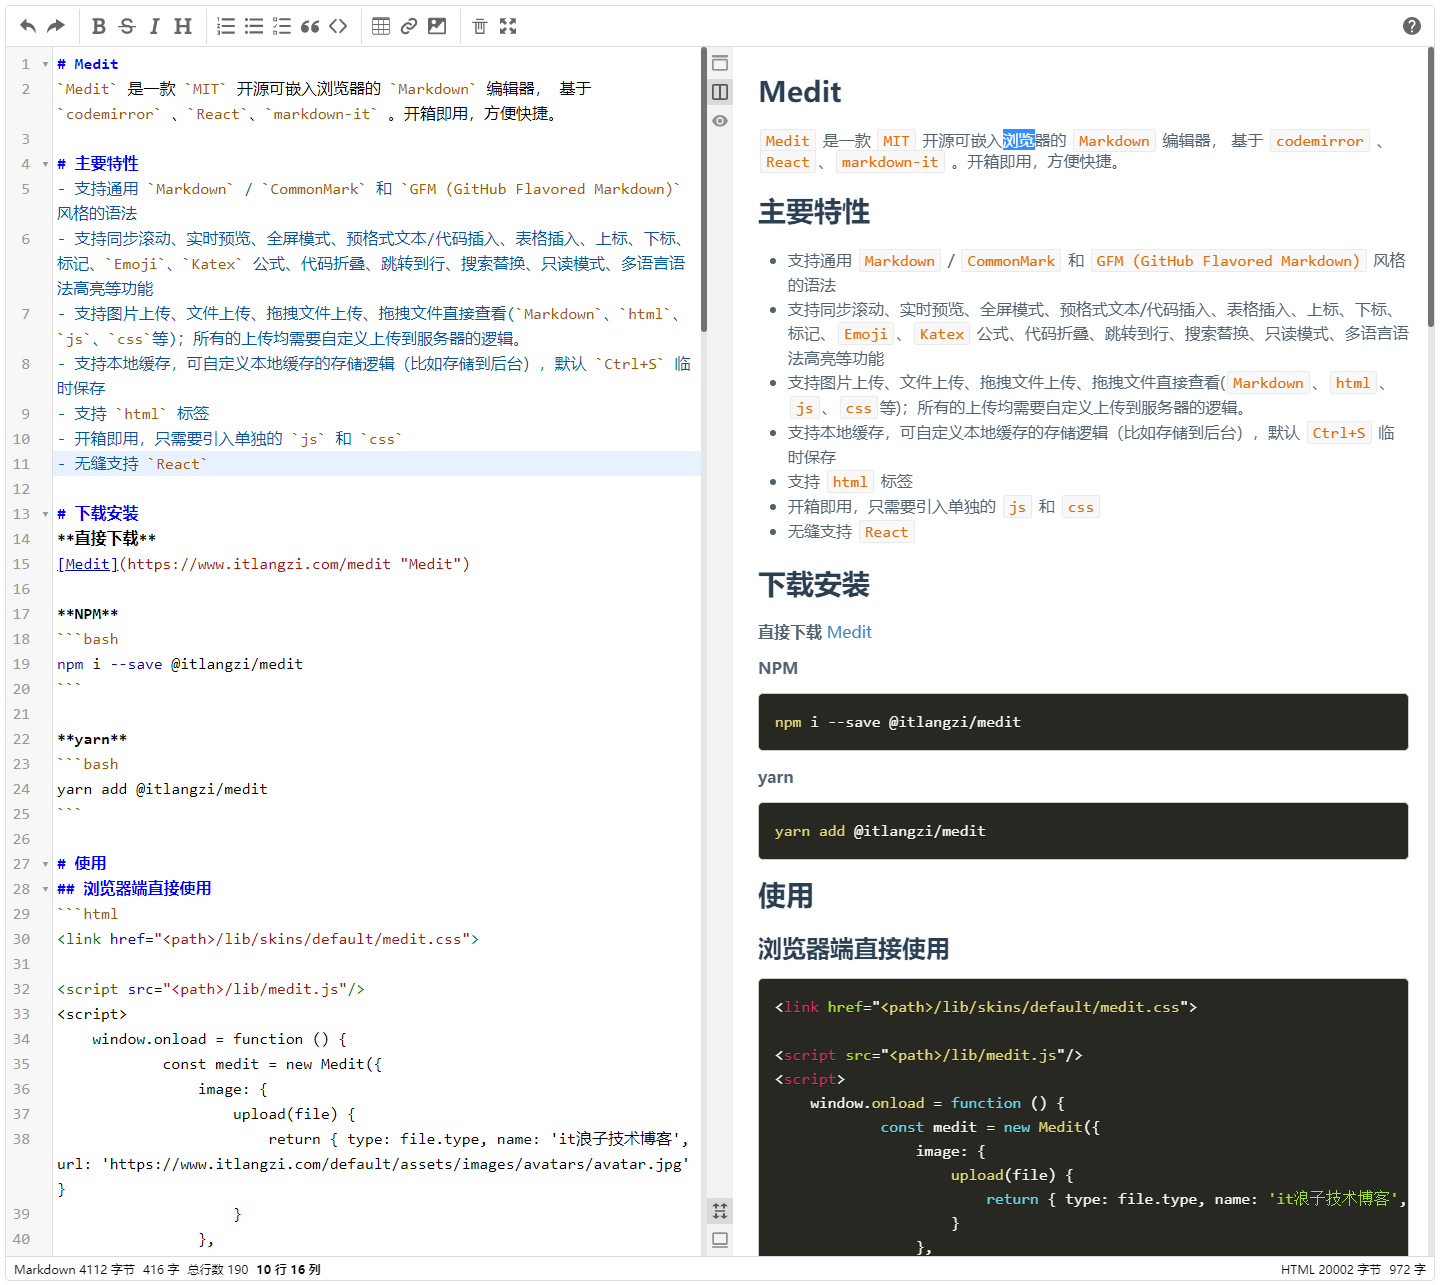 B S I H
1 # Medit
2 `Medit` 是一款 `MIT` 开源可嵌入浏览器的 `Markdown` 编辑器， 基于
`codemirror` 、`React`、`markdown-it` 。开箱即用，方便快捷。
3
4 # 主要特性
5 - 支持通用 `Markdown` / `CommonMark` 和 `GFM (GitHub Flavored Markdown)`
风格的语法
6 - 支持同步滚动、实时预览、全屏模式、预格式文本/代码插入、表格插入、上标、下标、
标记、`Emoji`、`Katex` 公式、代码折叠、跳转到行、搜索替换、只读模式、多语言语
法高亮等功能
7 - 支持图片上传、文件上传、拖拽文件上传、拖拽文件直接查看(`Markdown`、`html`、
`js`、`css`等)；所有的上传均需要自定义上传到服务器的逻辑。
8 - 支持本地缓存，可自定义本地缓存的存储逻辑（比如存储到后台），默认 `Ctrl+S` 临
时保存
9 - 支持 `html` 标签
10 - 开箱即用，只需要引入单独的 `js` 和 `css`
11 - 无缝支持 `React`
12
13 # 下载安装
14 **直接下载**
15 [Medit](https://www.itlangzi.com/medit "Medit")
16
17 **NPM**
18 ```bash
19 npm i --save @itlangzi/medit
20 ```
21
22 **yarn**
23 ```bash
24 yarn add @itlangzi/medit
25 ```
26
27 # 使用
28 ## 浏览器端直接使用
29 ```html
30 <link href="<path>/lib/skins/default/medit.css">
31
32 <script src="<path>/lib/medit.js"/>
33 <script>
34 window.onload = function () {
35 const medit = new Medit({
36 image: {
37 upload(file) {
38 return { type: file.type, name: 'it浪子技术博客',
url: 'https://www.itlangzi.com/default/assets/images/avatars/avatar.jpg'
}
39 }
40 },
Medit
Medit 是一款 MIT 开源可嵌入浏览器的 Markdown 编辑器， 基于 codemirror 、
React 、 markdown-it 。开箱即用，方便快捷。
主要特性
• 支持通用 Markdown / CommonMark 和 GFM (GitHub Flavored Markdown) 风格
的语法
• 支持同步滚动、实时预览、全屏模式、预格式文本/代码插入、表格插入、上标、下标、
标记、 Emoji 、 Katex 公式、代码折叠、跳转到行、搜索替换、只读模式、多语言语
法高亮等功能
• 支持图片上传、文件上传、拖拽文件上传、拖拽文件直接查看( Markdown 、 html 、
js 、 css 等)；所有的上传均需要自定义上传到服务器的逻辑。
• 支持本地缓存，可自定义本地缓存的存储逻辑（比如存储到后台），默认 Ctrl+S 临
时保存
• 支持 html 标签
• 开箱即用，只需要引入单独的 js 和 css
• 无缝支持 React
下载安装
直接下载 Medit
NPM
npm i --save @itlangzi/medit
yarn
yarn add @itlangzi/medit
使用
浏览器端直接使用
<link href="<path>/lib/skins/default/medit.css">
<script src="<path>/lib/medit.js"/>
<script>
window.onload = function () {
const medit = new Medit({
image: {
upload(file) {
return { type: file.type, name: 'it浪子技术博客',
}
},
Markdown 4112 字节 416 字 总行数 190 10 行 16 列
HTML 20002 字节 972 字